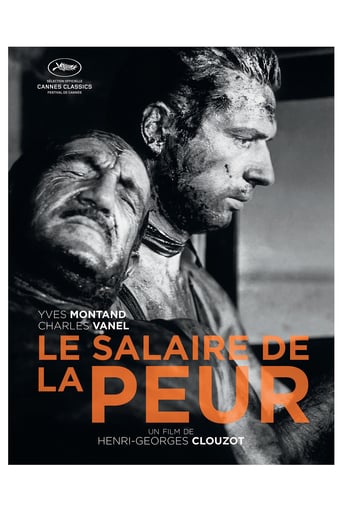 SÉLECTION OFFICIELLE
CANNES CLASSICS
FESTIVAL DE CANNES
YVES MONTAND
CHARLES VANEL
LE SALAIRE DE
LA PEUR
UN FILM DE
HENRI-GEORGES CLOUZOT